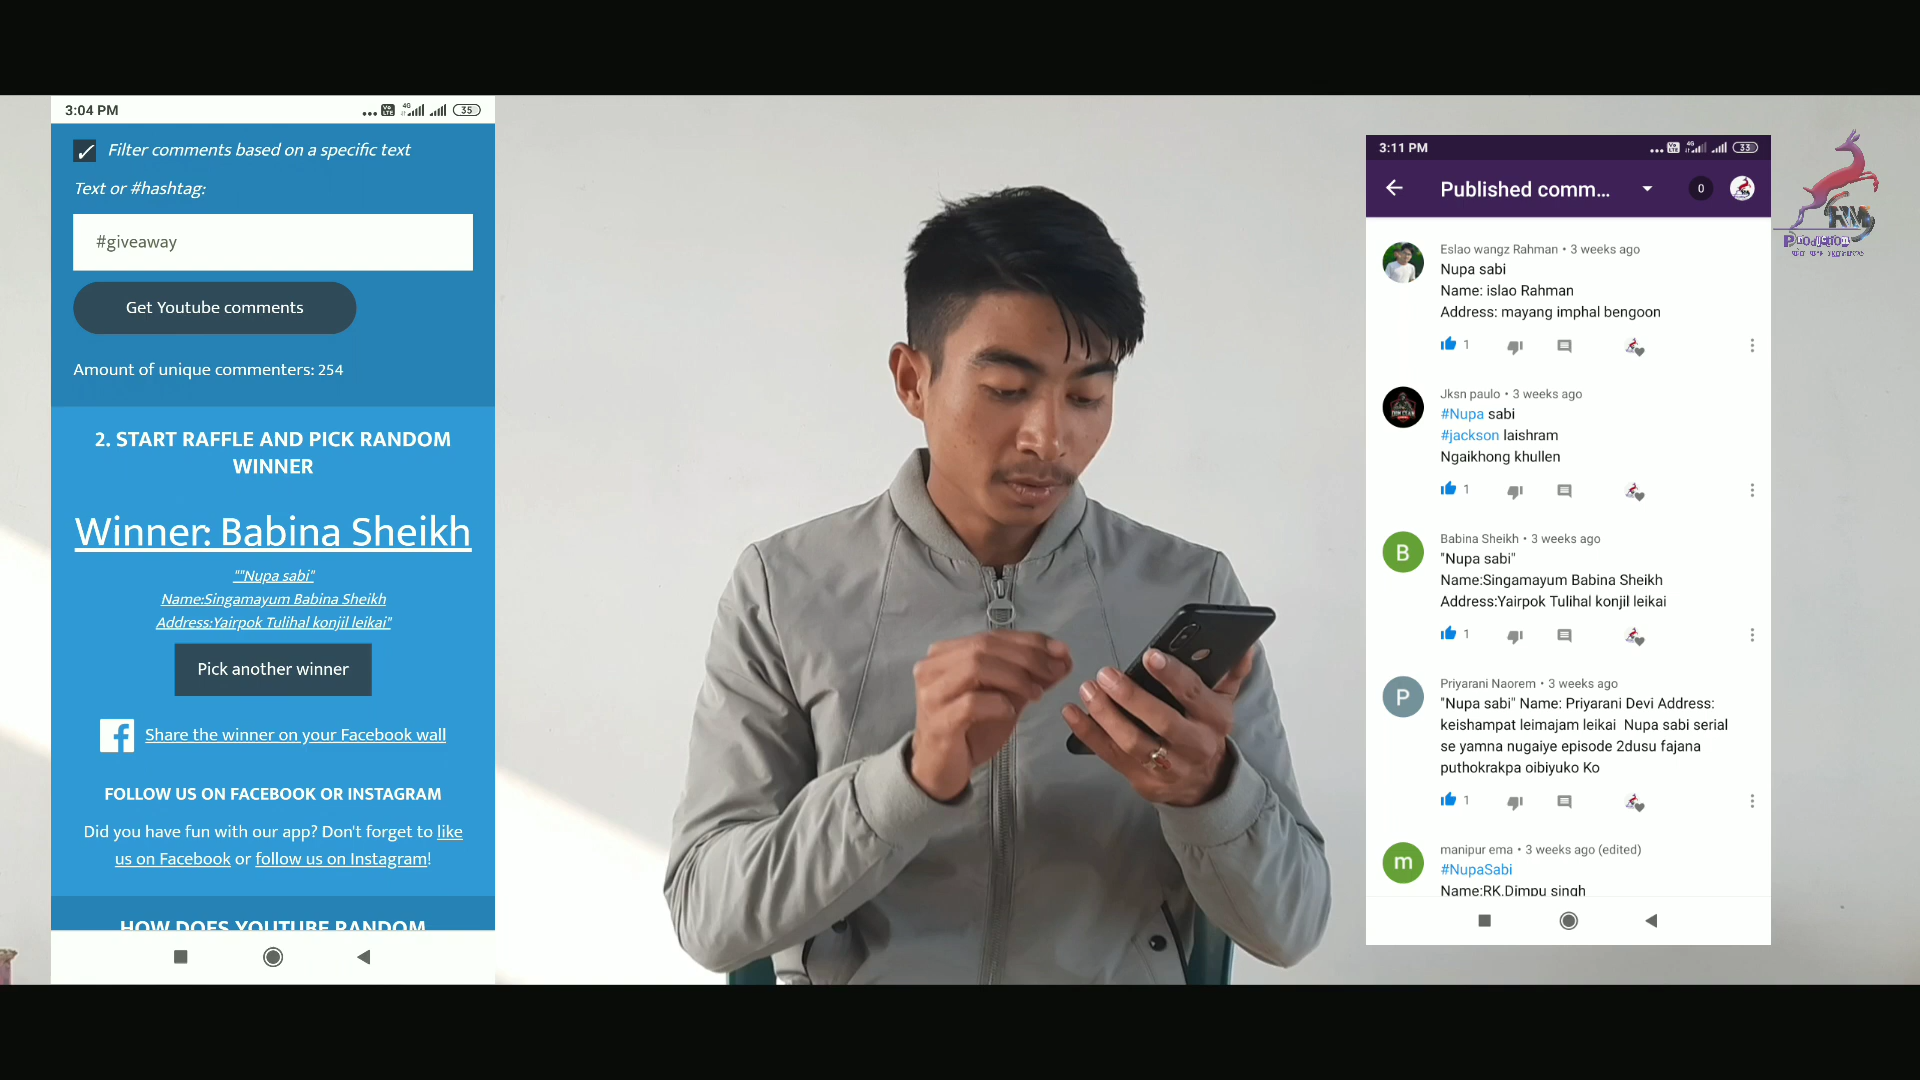 3:04 PM
4G
35
Filter comments based on a specific text
Text or #hashtag:
#giveaway
Get Youtube comments
Amount of unique commenters: 254
2. START RAFFLE AND PICK RANDOM
WINNER
Winner: Babina Sheikh
""Nupa sabi"
Name:Singamayum Babina Sheikh
Address:Yairpok Tulihal konjil leikai"
Pick another winner
Share the winner on your Facebook wall
FOLLOW US ON FACEBOOK OR INSTAGRAM
Did you have fun with our app? Don't forget to like
us on Facebook or follow us on Instagram!
HOW DOES YOUTUBE RANDOM
3:11 PM
4G
33
Published comm...
0
Eslao wangz Rahman • 3 weeks ago
Nupa sabi
Name: islao Rahman
Address: mayang imphal bengoon
1
Jksn paulo • 3 weeks ago
#Nupa sabi
#jackson laishram
Ngaikhong khullen
1
B
Babina Sheikh • 3 weeks ago
"Nupa sabi"
Name:Singamayum Babina Sheikh
Address:Yairpok Tulihal konjil leikai
1
P
Priyarani Naorem • 3 weeks ago
"Nupa sabi" Name: Priyarani Devi Address:
keishampat leimajam leikai Nupa sabi serial
se yamna nugaiye episode 2dusu fajana
puthokrakpa oibiyuko Ko
1
m
manipur ema • 3 weeks ago (edited)
#NupaSabi
Name:RK.Dimpu singh
RM
Production